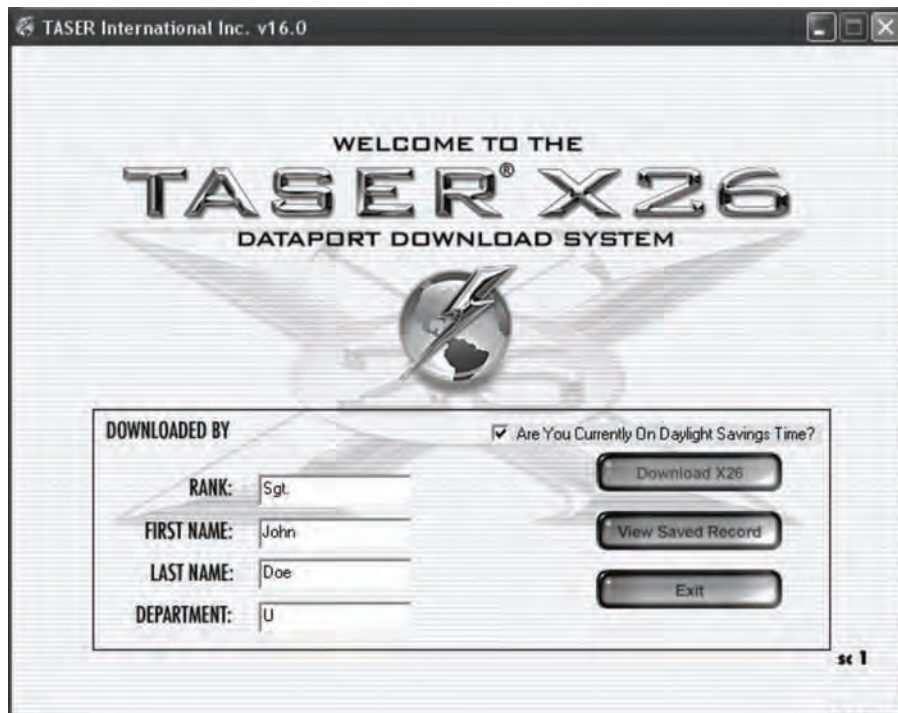 TASER International Inc. v16.0
WELCOME TO THE
TASER® X26
DATAPORT DOWNLOAD SYSTEM
DOWNLOADED BY
Are You Currently On Daylight Savings Time?
RANK: Sgt.
Download X26
FIRST NAME: John
View Saved Record
LAST NAME: Doe
Exit
DEPARTMENT: U
sc 1